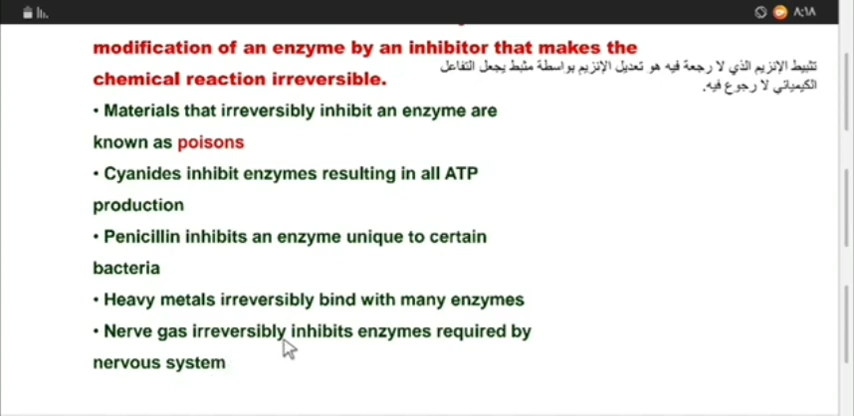 ٨:١٨
modification of an enzyme by an inhibitor that makes the
chemical reaction irreversible.
تثبيط الإنزيم الذي لا رجعة فيه هو تعديل الإنزيم بواسطة مثبط يجعل التفاعل
الكيميائي لا رجوع فيه.
• Materials that irreversibly inhibit an enzyme are
known as poisons
• Cyanides inhibit enzymes resulting in all ATP
production
• Penicillin inhibits an enzyme unique to certain
bacteria
• Heavy metals irreversibly bind with many enzymes
• Nerve gas irreversibly inhibits enzymes required by
nervous system